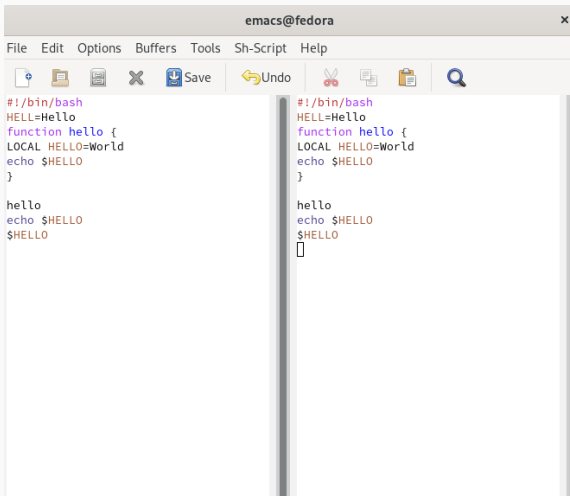 emacs@fedora ×
File Edit Options Buffers Tools Sh-Script Help
Save Undo
#!/bin/bash
HELL=Hello
function hello {
LOCAL HELLO=World
echo $HELLO
}
hello
echo $HELLO
$HELLO
#!/bin/bash
HELL=Hello
function hello {
LOCAL HELLO=World
echo $HELLO
}
hello
echo $HELLO
$HELLO